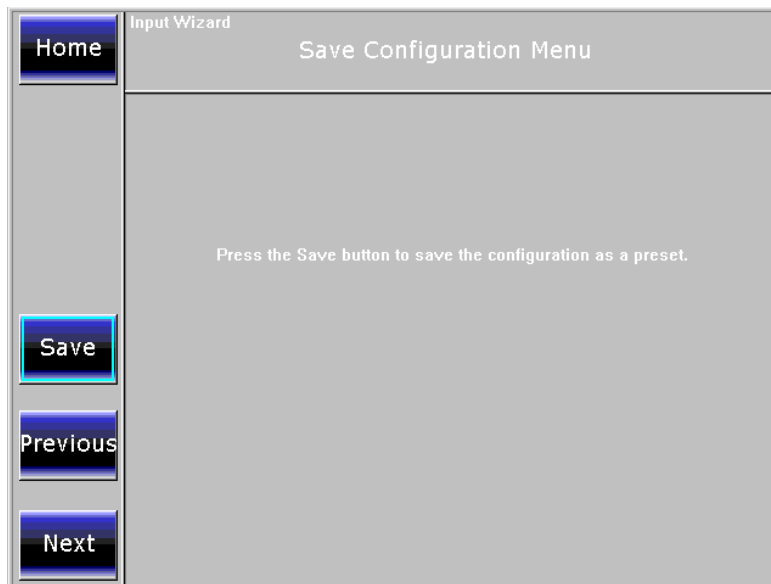 Home
Input Wizard
Save Configuration Menu
Press the Save button to save the configuration as a preset.
Save
Previous
Next